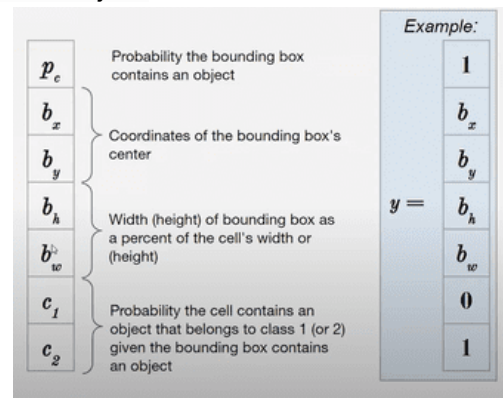 Example:
p_c
Probability the bounding box
contains an object
1
b_x
b_x
Coordinates of the bounding box's
center
b_y
b_y
b_h
Width (height) of bounding box as
a percent of the cell's width or
(height)
y =
b_h
b_w
b_w
c_1
Probability the cell contains an
object that belongs to class 1 (or 2)
given the bounding box contains
an object
0
c_2
1